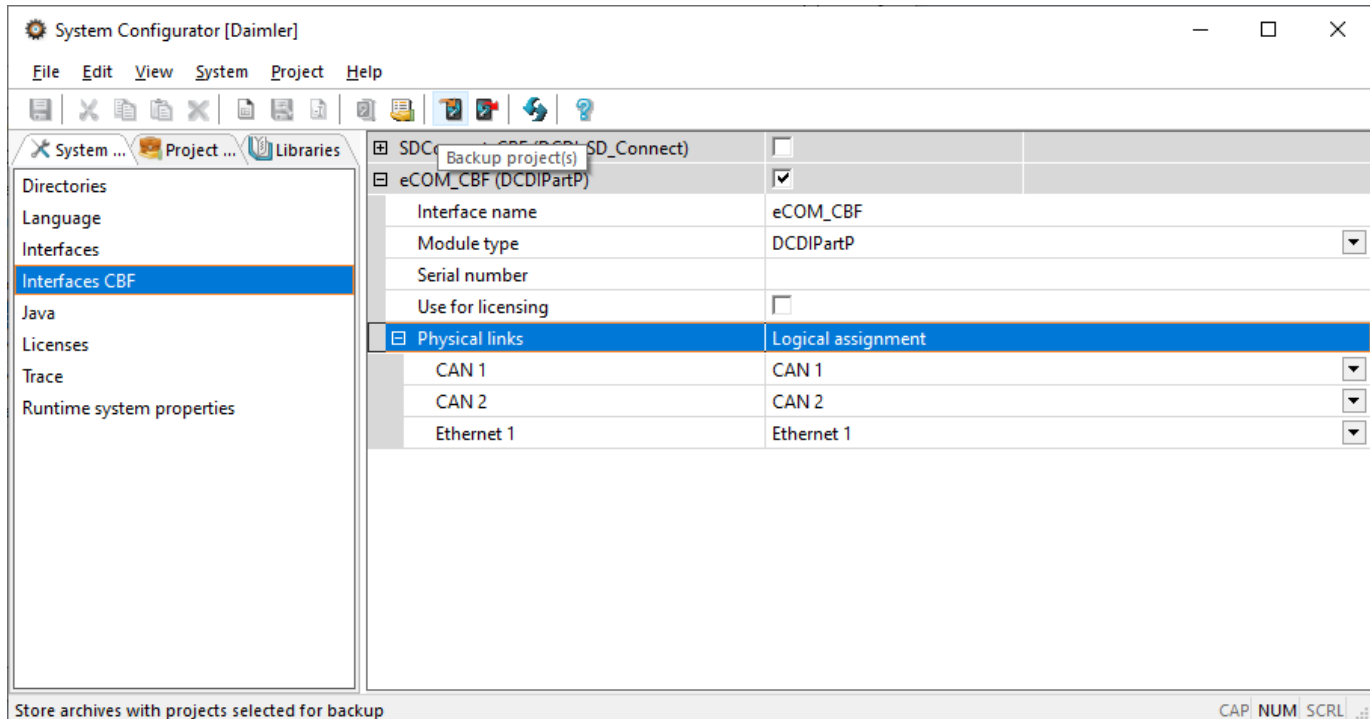 System Configurator [Daimler]
File Edit View System Project Help
System ... Project ... Libraries
Directories
Language
Interfaces
Interfaces CBF
Java
Licenses
Trace
Runtime system properties
SD_Connect)
Backup project(s)
eCOM_CBF (DCDIPartP)
Interface name eCOM_CBF
Module type DCDIPartP
Serial number
Use for licensing
Physical links Logical assignment
CAN 1 CAN 1
CAN 2 CAN 2
Ethernet 1 Ethernet 1
Store archives with projects selected for backup CAP NUM SCRL